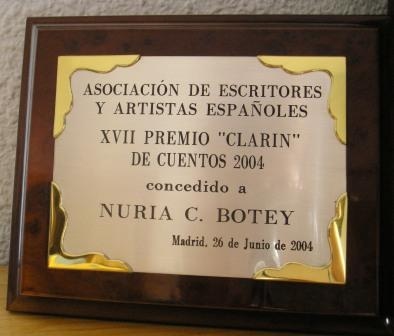 ASOCIACIÓN DE ESCRITORES
Y ARTISTAS ESPAÑOLES
XVII PREMIO "CLARIN"
DE CUENTOS 2004
concedido a
NURIA C. BOTEY
Madrid, 26 de Junio de 2004